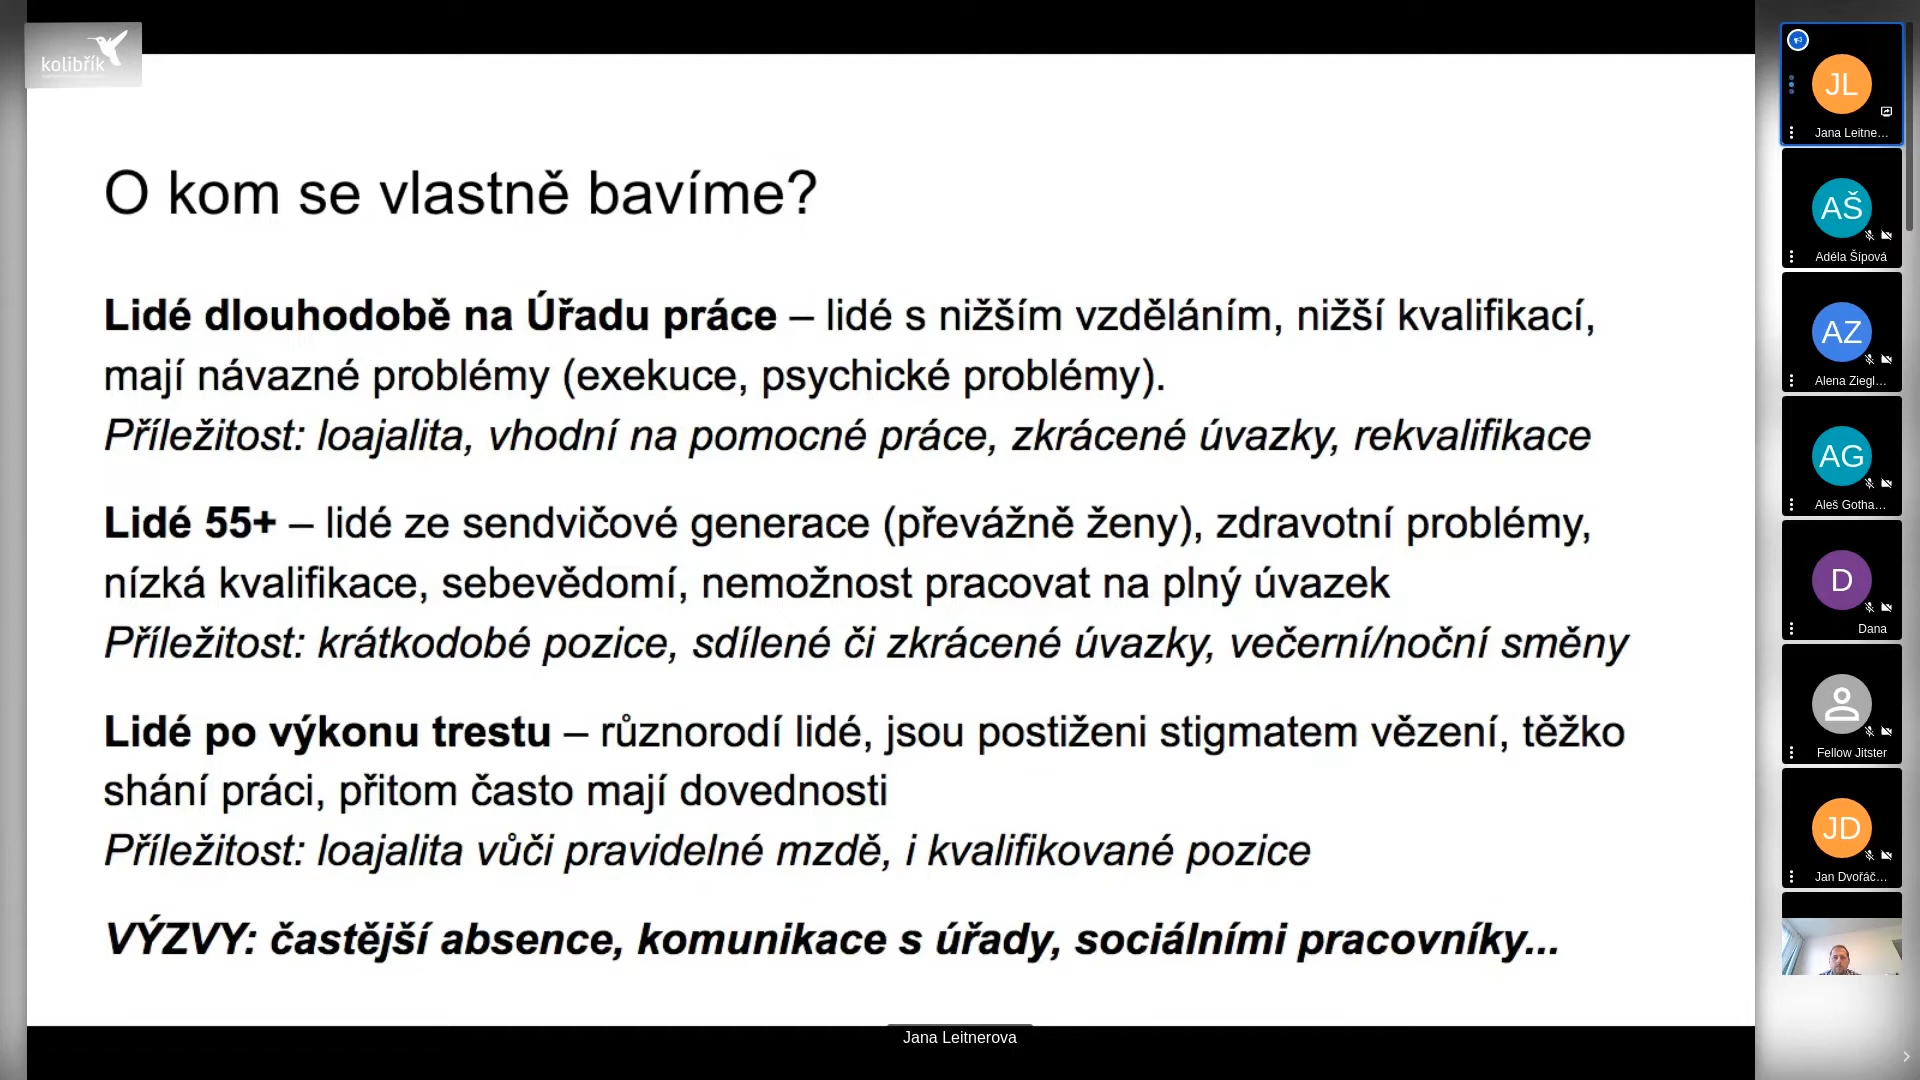 kolibřík
O kom se vlastně bavíme?
Lidé dlouhodobě na Úřadu práce – lidé s nižším vzděláním, nižší kvalifikací,
mají návazné problémy (exekuce, psychické problémy).
Příležitost: loajalita, vhodní na pomocné práce, zkrácené úvazky, rekvalifikace
Lidé 55+ – lidé ze sendvičové generace (převážně ženy), zdravotní problémy,
nízká kvalifikace, sebevědomí, nemožnost pracovat na plný úvazek
Příležitost: krátkodobé pozice, sdílené či zkrácené úvazky, večerní/noční směny
Lidé po výkonu trestu – různorodí lidé, jsou postiženi stigmatem vězení, těžko
shání práci, přitom často mají dovednosti
Příležitost: loajalita vůči pravidelné mzdě, i kvalifikované pozice
VÝZVY: častější absence, komunikace s úřady, sociálními pracovníky...
Jana Leitnerova
JL
Jana Leitne...
AŠ
Adéla Šípová
AZ
Alena Ziegl...
AG
Aleš Gotha...
D
Dana
Fellow Jitster
JD
Jan Dvořáč...